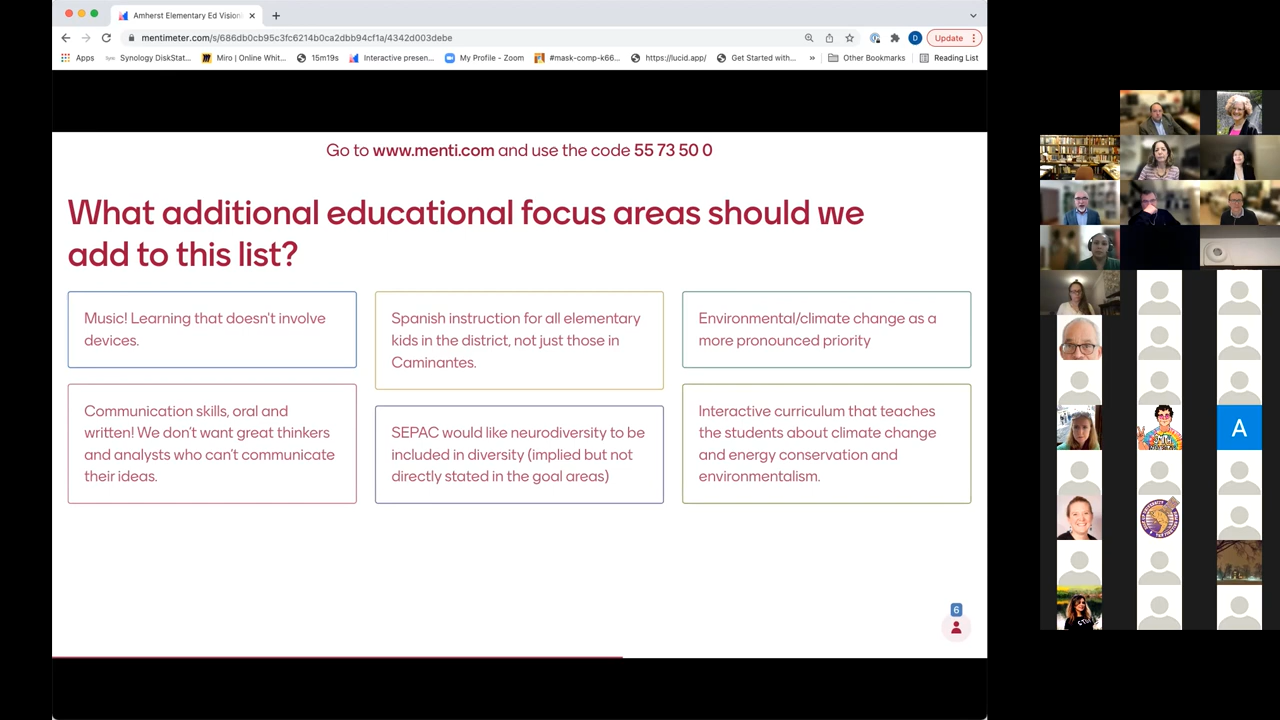 Amherst Elementary Ed Vision
mentimeter.com/s/686db0cb95c3fc6214b0ca2dbb94cf1a/4342d003debe
D
Update
Apps
Synology DiskStat...
Miro | Online Whit...
15m19s
Interactive presen...
My Profile - Zoom
#mask-comp-k66...
https://lucid.app/
Get Started with...
»
Other Bookmarks
Reading List
Go to www.menti.com and use the code 55 73 50 0
What additional educational focus areas should we
add to this list?
Music! Learning that doesn't involve
devices.
Spanish instruction for all elementary
kids in the district, not just those in
Caminantes.
Environmental/climate change as a
more pronounced priority
Communication skills, oral and
written! We don't want great thinkers
and analysts who can't communicate
their ideas.
SEPAC would like neurodiversity to be
included in diversity (implied but not
directly stated in the goal areas)
Interactive curriculum that teaches
the students about climate change
and energy conservation and
environmentalism.
6
A